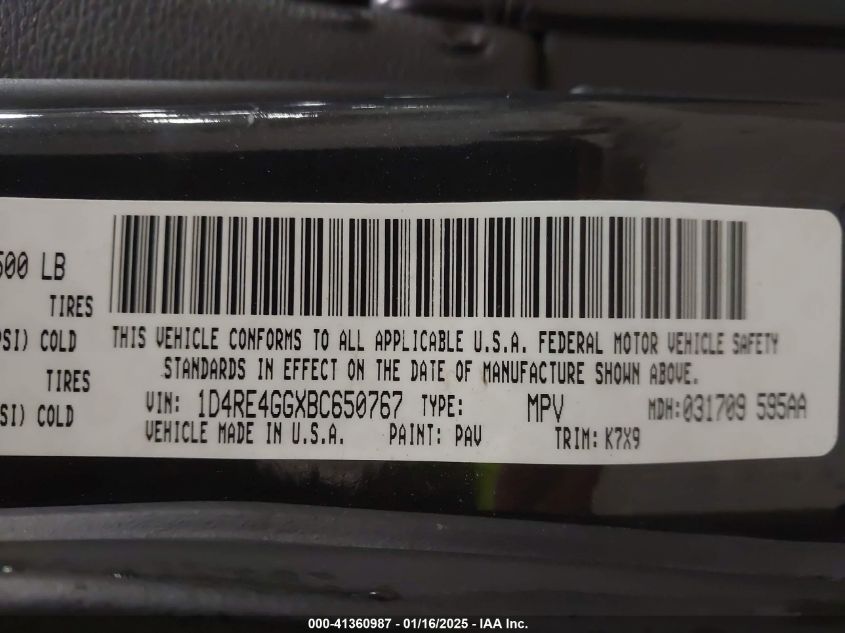 500 LB
TIRES
PSI) COLD
TIRES
SI) COLD
THIS VEHICLE CONFORMS TO ALL APPLICABLE U.S.A. FEDERAL MOTOR VEHICLE SAFETY
STANDARDS IN EFFECT ON THE DATE OF MANUFACTURE SHOWN ABOVE.
VIN: 1D4RE4GGXBC650767 TYPE: MPV MDH:031709 595AA
VEHICLE MADE IN U.S.A. PAINT: PAV TRIM: K7X9
000-41360987 - 01/16/2025 - IAA Inc.